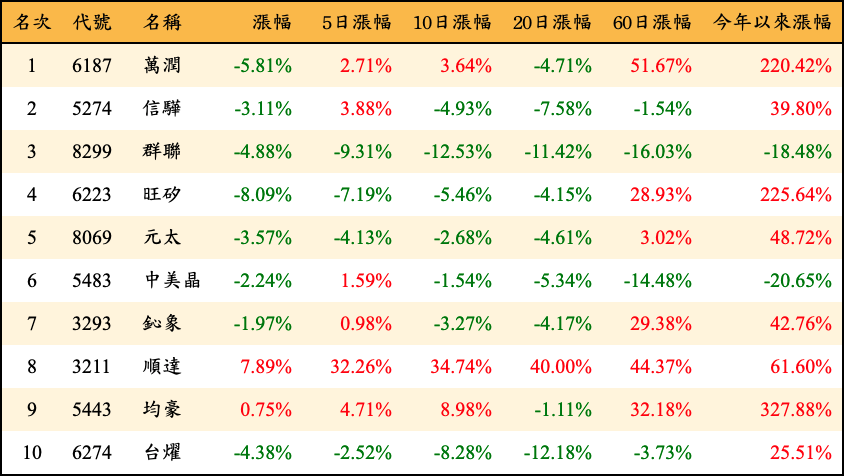 名次 代號 名稱 漲幅 5日漲幅 10日漲幅 20日漲幅 60日漲幅 今年以來漲幅
1 6187 萬潤 -5.81% 2.71% 3.64% -4.71% 51.67% 220.42%
2 5274 信驊 -3.11% 3.88% -4.93% -7.58% -1.54% 39.80%
3 8299 群聯 -4.88% -9.31% -12.53% -11.42% -16.03% -18.48%
4 6223 旺矽 -8.09% -7.19% -5.46% -4.15% 28.93% 225.64%
5 8069 元太 -3.57% -4.13% -2.68% -4.61% 3.02% 48.72%
6 5483 中美晶 -2.24% 1.59% -1.54% -5.34% -14.48% -20.65%
7 3293 鈊象 -1.97% 0.98% -3.27% -4.17% 29.38% 42.76%
8 3211 順達 7.89% 32.26% 34.74% 40.00% 44.37% 61.60%
9 5443 均豪 0.75% 4.71% 8.98% -1.11% 32.18% 327.88%
10 6274 台燿 -4.38% -2.52% -8.28% -12.18% -3.73% 25.51%